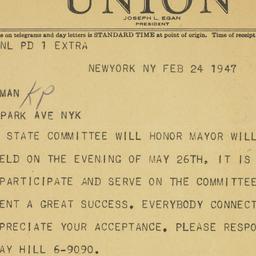 UNION
JOSEPH L. EGAN
PRESIDENT
e on telegrams and day letters is STANDARD TIME at point of origin. Time of receipt
NL PD 1 EXTRA
NEWYORK NY FEB 24 1947
MAN KP
PARK AVE NYK
STATE COMMITTEE WILL HONOR MAYOR WILL
ELD ON THE EVENING OF MAY 26TH, IT IS
PARTICIPATE AND SERVE ON THE COMMITTEE
ENT A GREAT SUCCESS. EVERYBODY CONNECT
PRECIATE YOUR ACCEPTANCE. PLEASE RESPO
AY HILL 6-9090.